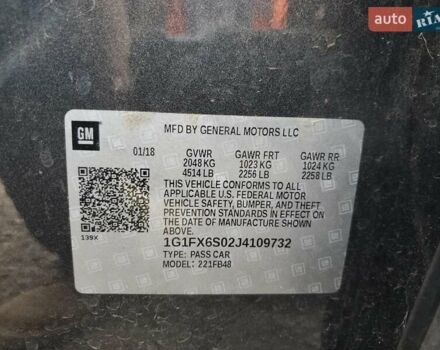 auto RIA
GM
MFD BY GENERAL MOTORS LLC
01/18 GVWR GAWR FRT GAWR RR
2048 KG 1023 KG 1024 KG
4514 LB 2256 LB 2258 LB
THIS VEHICLE CONFORMS TO ALL
APPLICABLE U.S. FEDERAL MOTOR
VEHICLE SAFETY, BUMPER, AND THEFT
PREVENTION STANDARDS IN EFFECT ON
THE DATE OF MANUFACTURE SHOWN
ABOVE.
139X
1G1FX6S02J4109732
TYPE: PASS CAR
MODEL: 221FB48